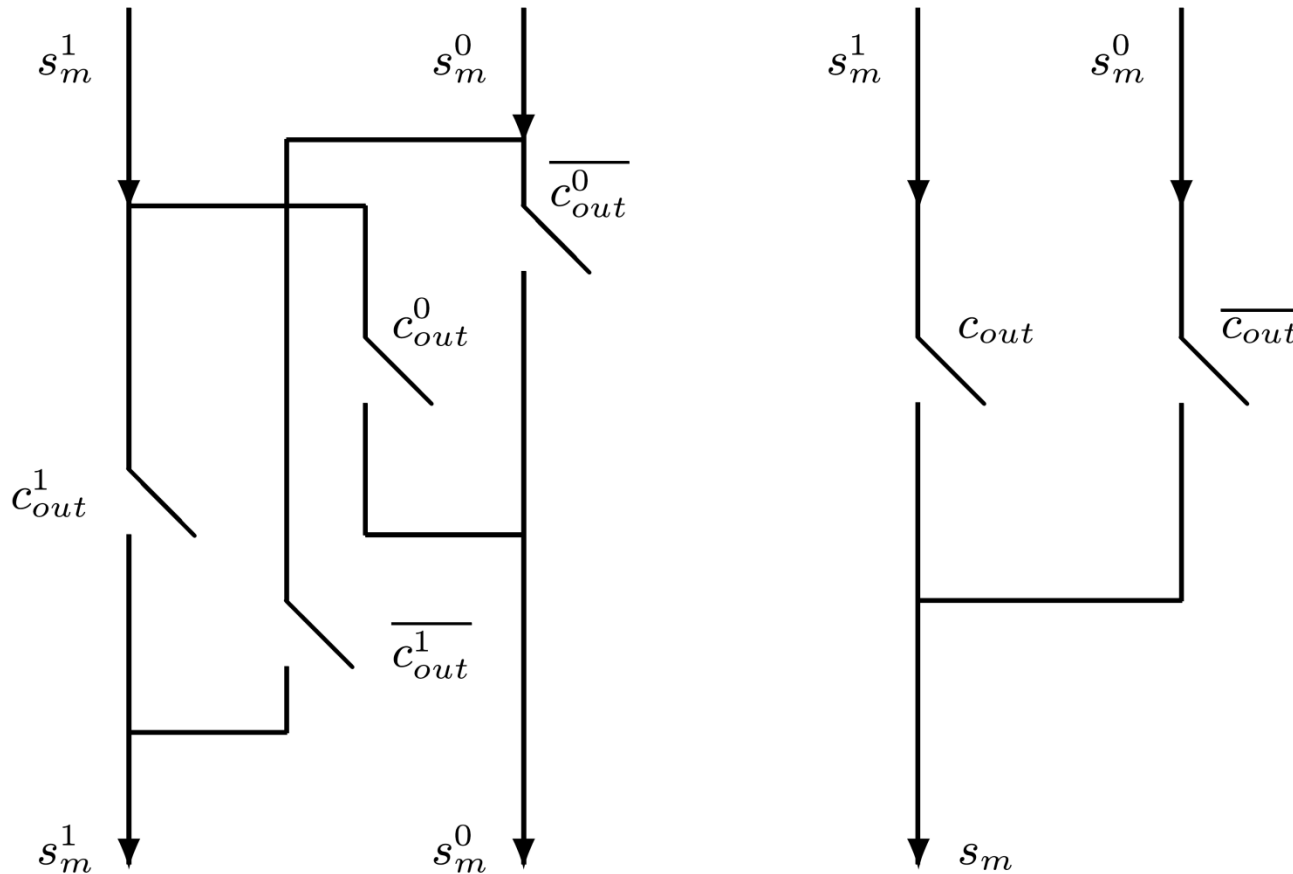 $s_m^1$ $s_m^0$ $s_m^1$ $s_m^0$
$\overline{c_{out}^0}$
$c_{out}^0$ $c_{out}$ $\overline{c_{out}}$
$c_{out}^1$
$\overline{c_{out}^1}$
$s_m^1$ $s_m^0$ $s_m$